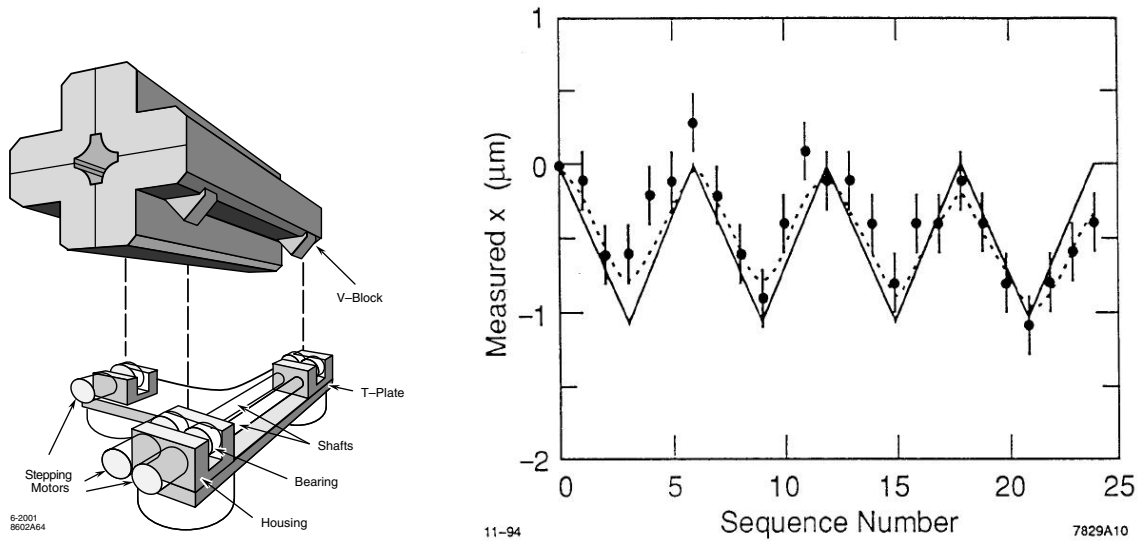 V–Block
T–Plate
Shafts
Stepping
Motors
Bearing
Housing
6-2001
8602A64
1
0
–1
–2
Measured x (μm)
0
5
10
15
20
25
Sequence Number
11–94
7829A10